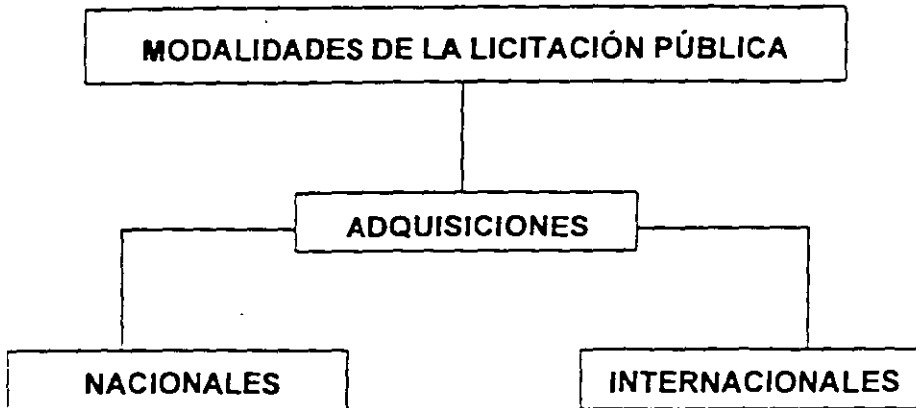 MODALIDADES DE LA LICITACIÓN PÚBLICA
ADQUISICIONES
NACIONALES
INTERNACIONALES